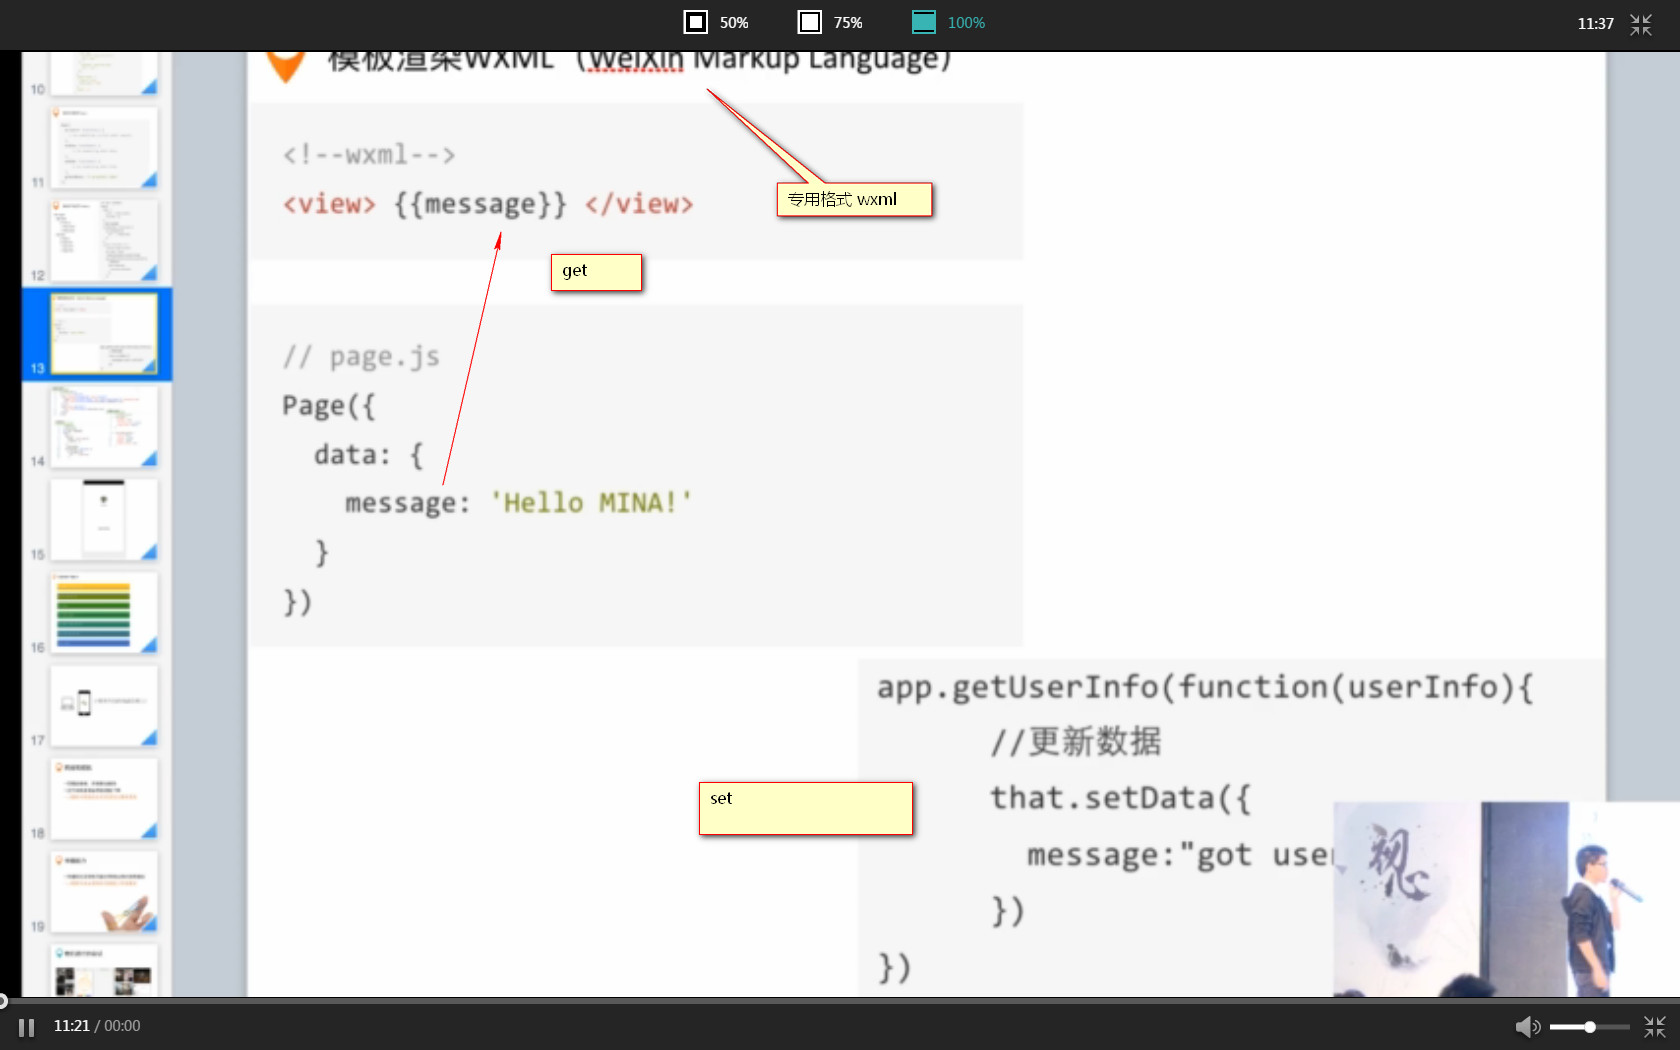 50%
75%
100%
11:37
模板渲染WXML（WeiXin Markup Language）
<!--wxml-->
<view> {{message}} </view>
专用格式 wxml
get
// page.js
Page({
data: {
message: 'Hello MINA!'
}
})
app.getUserInfo(function(userInfo){
//更新数据
that.setData({
set
message:"got user
})
})
10
11
12
13
14
15
16
17
18
19
11:21 / 00:00